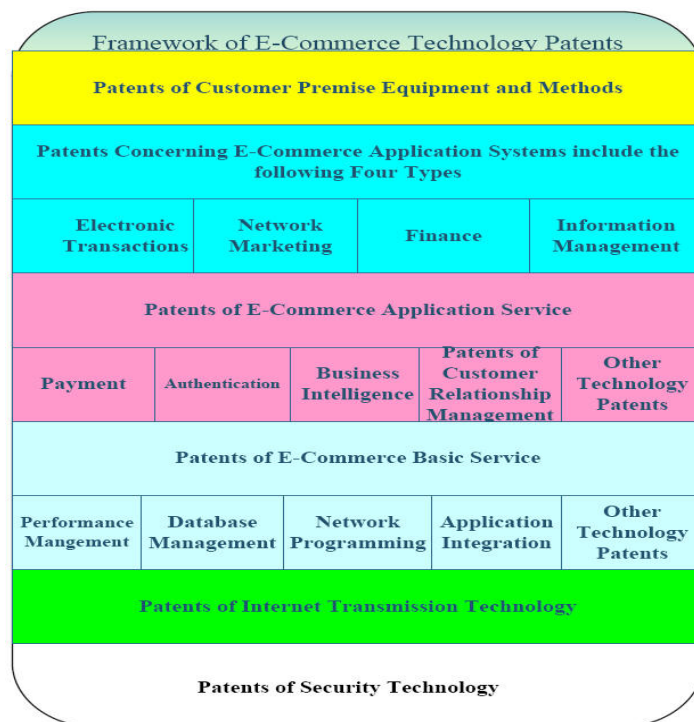 Framework of E-Commerce Technology Patents
Patents of Customer Premise Equipment and Methods
Patents Concerning E-Commerce Application Systems include the
following Four Types
Electronic
Transactions
Network
Marketing
Finance
Information
Management
Patents of E-Commerce Application Service
Payment
Authentication
Business
Intelligence
Patents of
Customer
Relationship
Management
Other
Technology
Patents
Patents of E-Commerce Basic Service
Performance
Mangement
Database
Management
Network
Programming
Application
Integration
Other
Technology
Patents
Patents of Internet Transmission Technology
Patents of Security Technology